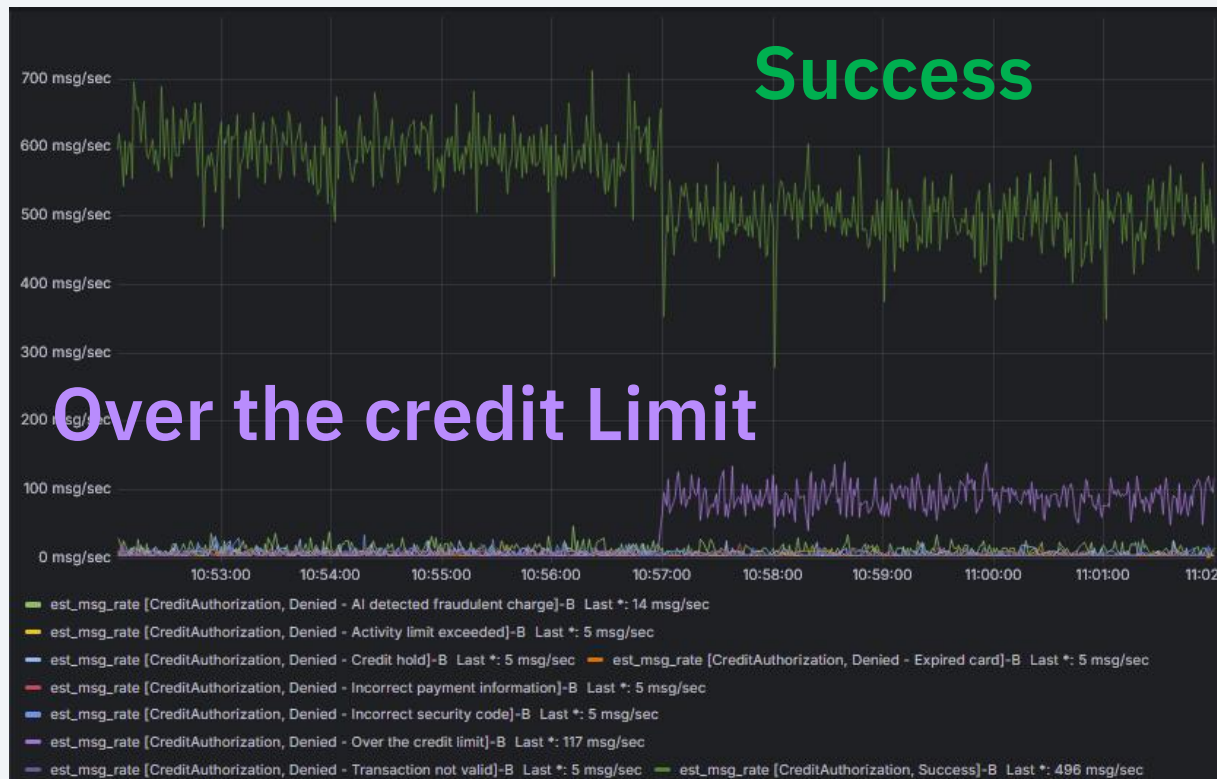 Success
700 msg/sec
600 msg/sec
500 msg/sec
400 msg/sec
300 msg/sec
Over the credit Limit
200 msg/sec
100 msg/sec
0 msg/sec
10:53:00 10:54:00 10:55:00 10:56:00 10:57:00 10:58:00 10:59:00 11:00:00 11:01:00 11:02
est_msg_rate [CreditAuthorization, Denied - AI detected fraudulent charge]-B Last *: 14 msg/sec
est_msg_rate [CreditAuthorization, Denied - Activity limit exceeded]-B Last *: 5 msg/sec
est_msg_rate [CreditAuthorization, Denied - Credit hold]-B Last *: 5 msg/sec est_msg_rate [CreditAuthorization, Denied - Expired card]-B Last *: 5 msg/sec
est_msg_rate [CreditAuthorization, Denied - Incorrect payment information]-B Last *: 5 msg/sec
est_msg_rate [CreditAuthorization, Denied - Incorrect security code]-B Last *: 5 msg/sec
est_msg_rate [CreditAuthorization, Denied - Over the credit limit]-B Last *: 117 msg/sec
est_msg_rate [CreditAuthorization, Denied - Transaction not valid]-B Last *: 5 msg/sec est_msg_rate [CreditAuthorization, Success]-B Last *: 496 msg/sec